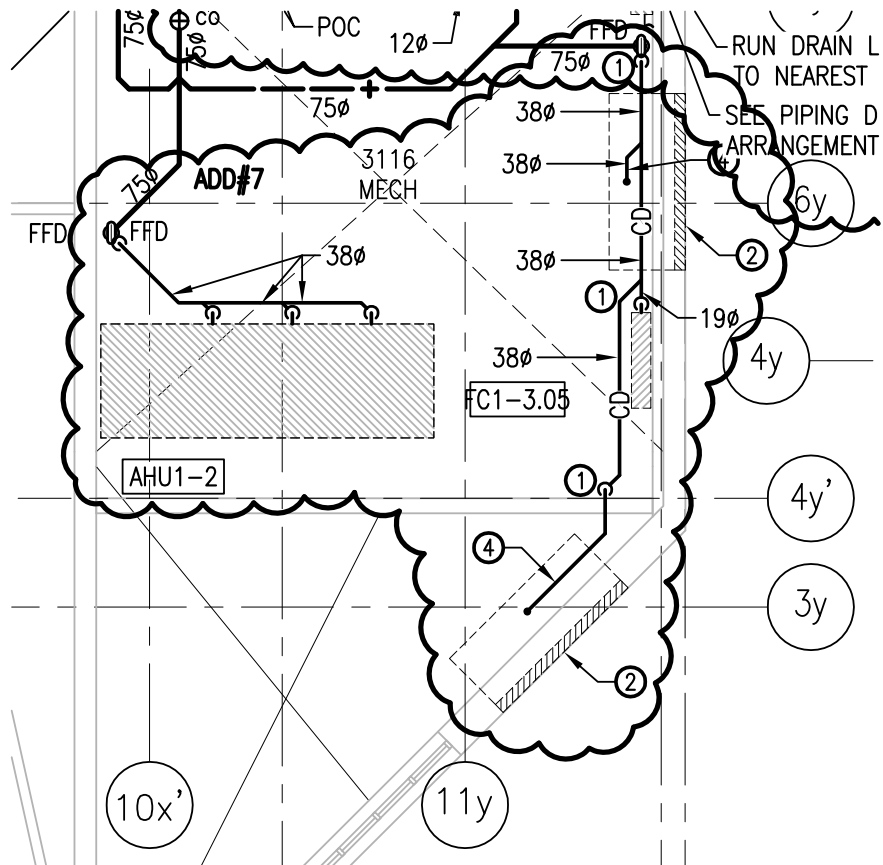 CO
75ø
75ø
POC
12ø
FFD
75ø
1
RUN DRAIN L
TO NEAREST
75ø
38ø
SEE PIPING D
ARRANGEMENT
38ø
4
3116
MECH
75ø
ADD#7
6y
FFD
FFD
CD
38ø
38ø
2
1
19ø
38ø
4y
FC1-3.05
CD
AHU1-2
1
4y'
4
3y
2
10x'
11y